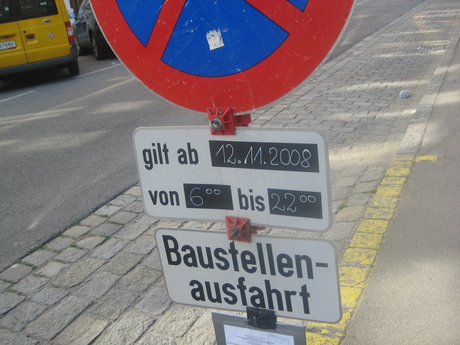 gilt ab 12.11.2008
von 6⁰⁰ bis 22⁰⁰
Baustellen-
ausfahrt